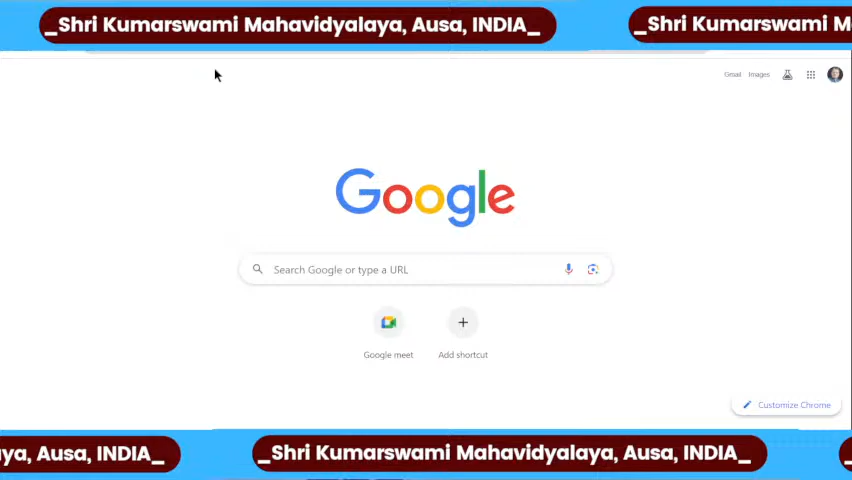 _Shri Kumarswami Mahavidyalaya, Ausa, INDIA_
_Shri Kumarswami M
Gmail Images
Google
Search Google or type a URL
Google meet
Add shortcut
Customize Chrome
ya, Ausa, INDIA_
_Shri Kumarswami Mahavidyalaya, Ausa, INDIA_